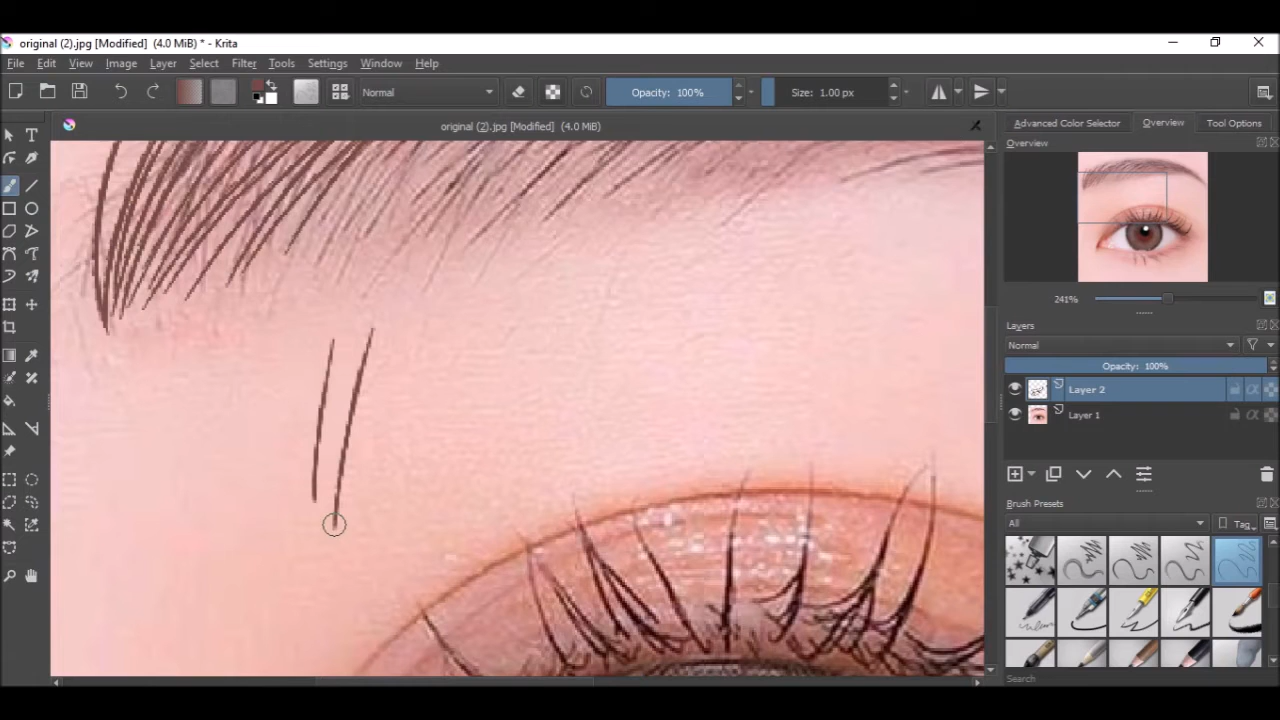 original (2).jpg [Modified] (4.0 MiB) * - Krita
File Edit View Image Layer Select Filter Tools Settings Window Help
Normal Opacity: 100% Size: 1.00 px
original (2).jpg [Modified] (4.0 MiB)
Advanced Color Selector Overview Tool Options
Overview
241%
Layers
Normal
Opacity: 100%
Layer 2
Layer 1
Brush Presets
All Tag
Search